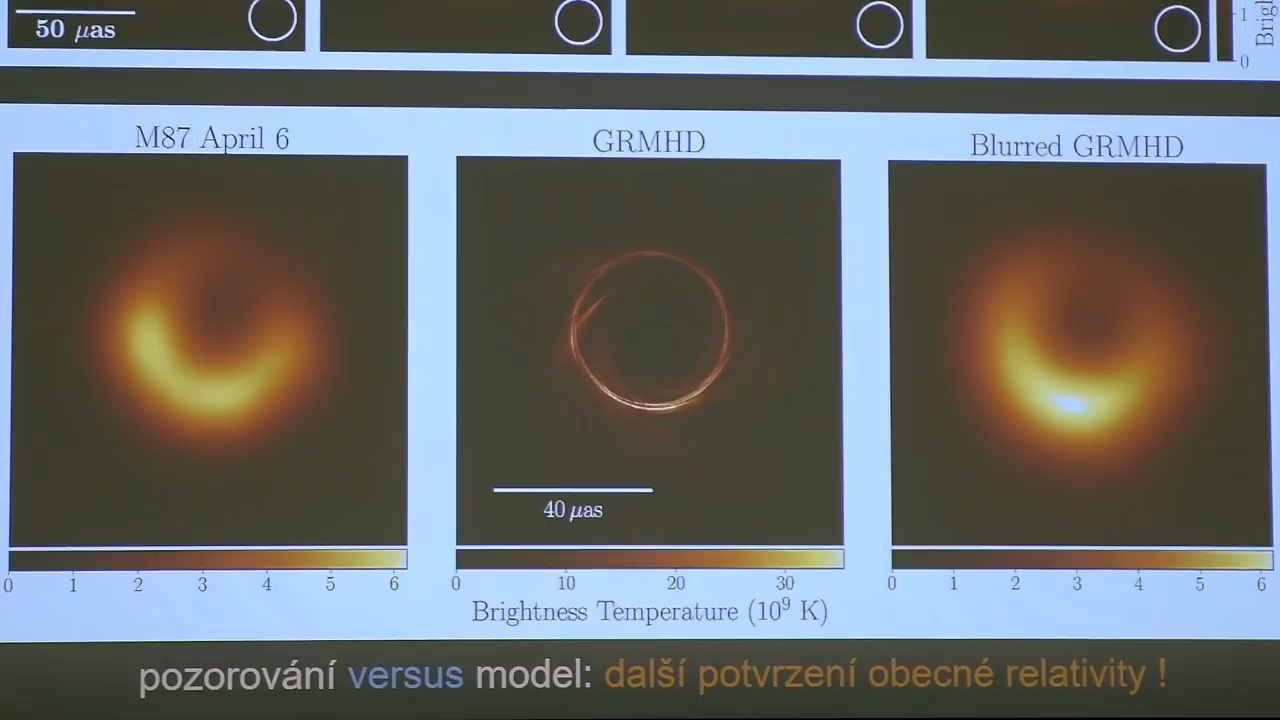 50 μas
1
0
M87 April 6
GRMHD
Blurred GRMHD
40 μas
0 1 2 3 4 5 6
0 10 20 30
0 1 2 3 4 5 6
Brightness Temperature (10⁹ K)
pozorování versus model: další potvrzení obecné relativity !